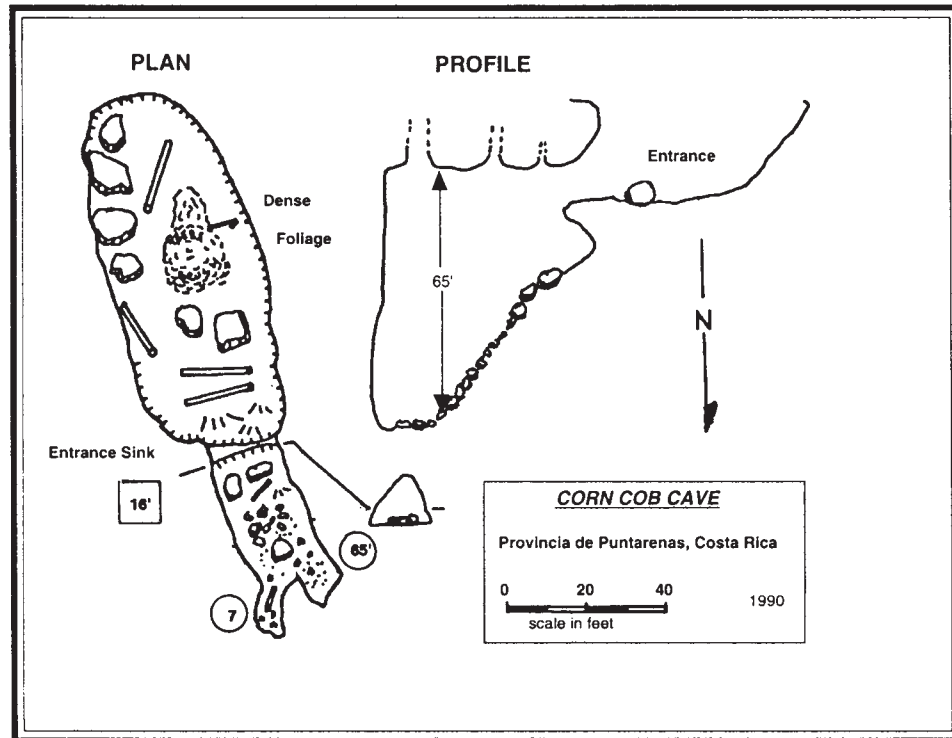 PLAN
PROFILE
Entrance
Dense
Foliage
65'
N
Entrance Sink
16'
65'
7
CORN COB CAVE
Provincia de Puntarenas, Costa Rica
0 20 40
1990
scale in feet